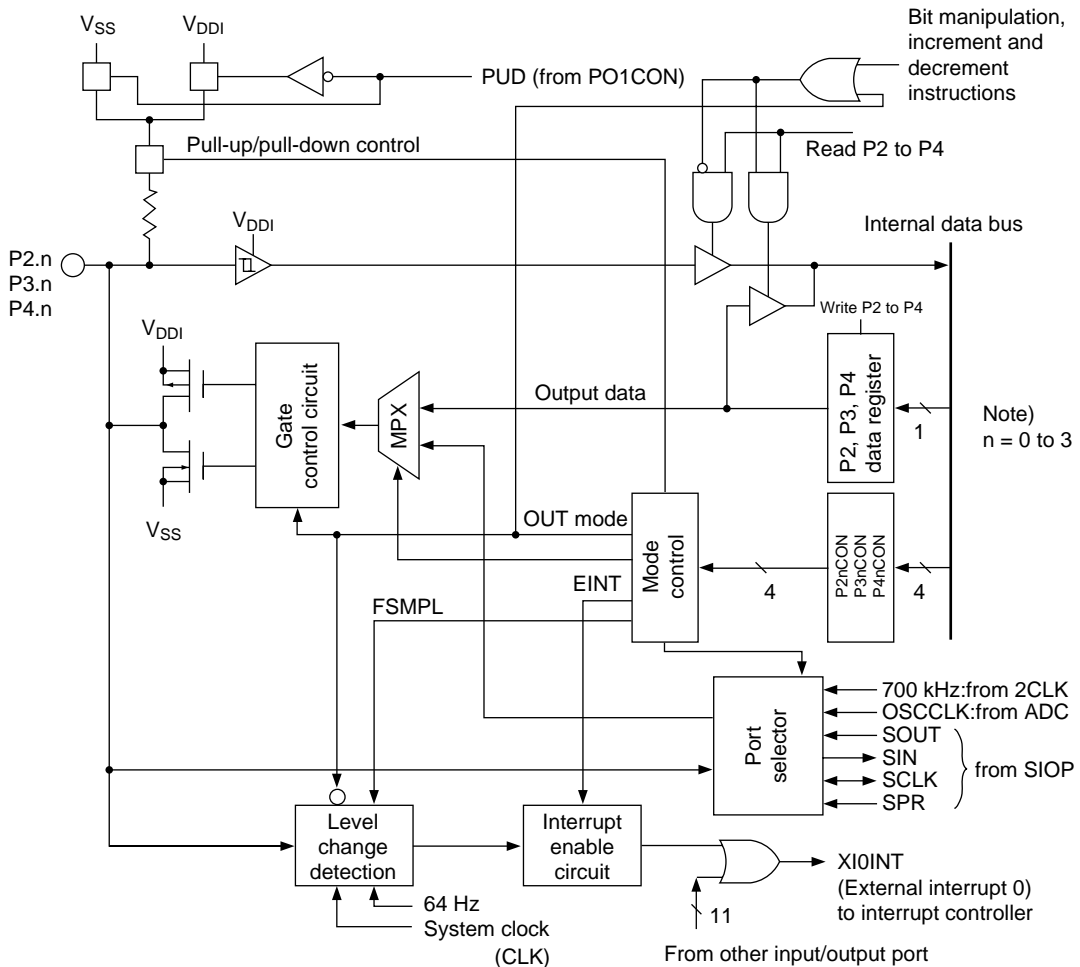 VSS
VDDI
Bit manipulation,
increment and
decrement
instructions
PUD (from PO1CON)
Pull-up/pull-down control
Read P2 to P4
VDDI
Internal data bus
P2.n
P3.n
P4.n
Write P2 to P4
VDDI
Gate
control circuit
MPX
Output data
P2, P3, P4
data register
1
Note)
n = 0 to 3
VSS
OUT mode
Mode
control
4
P2nCON
P3nCON
P4nCON
4
EINT
FSMPL
Port
selector
700 kHz:from 2CLK
OSCCLK:from ADC
SOUT
SIN
SCLK
SPR
from SIOP
Level
change
detection
Interrupt
enable
circuit
XI0INT
(External interrupt 0)
to interrupt controller
64 Hz
System clock
(CLK)
11
From other input/output port